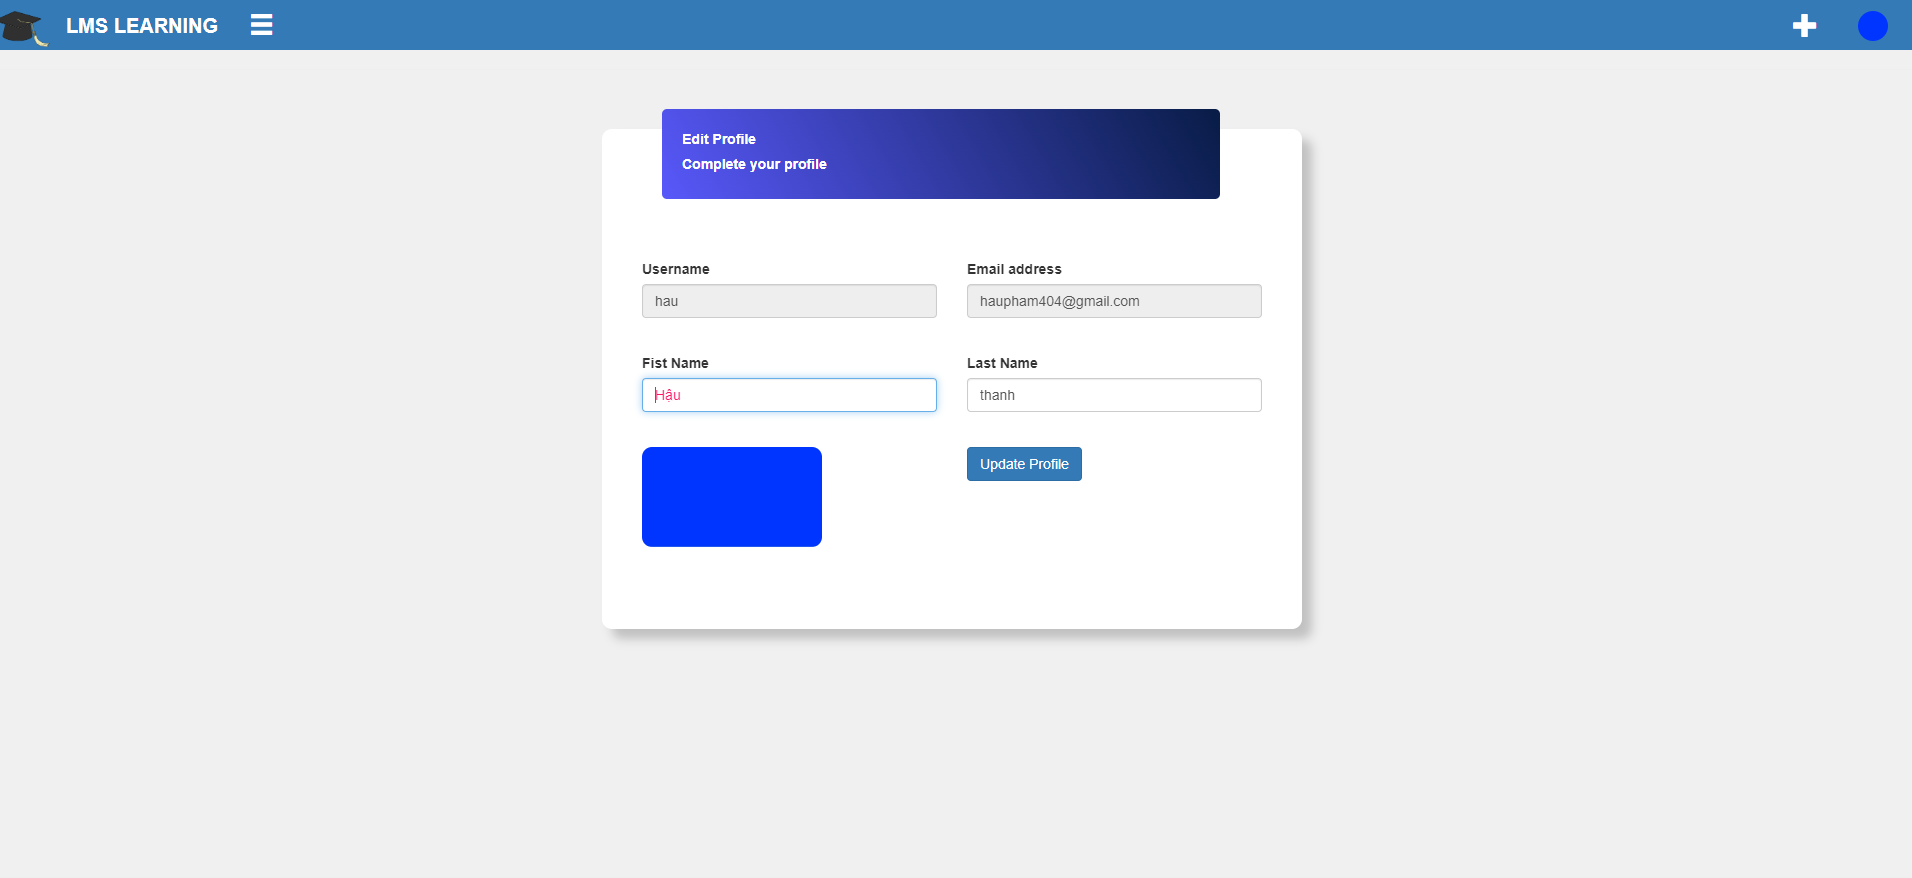 LMS LEARNING
Edit Profile
Complete your profile
Username
Email address
hau
haupham404@gmail.com
Fist Name
Last Name
Hậu
thanh
Update Profile